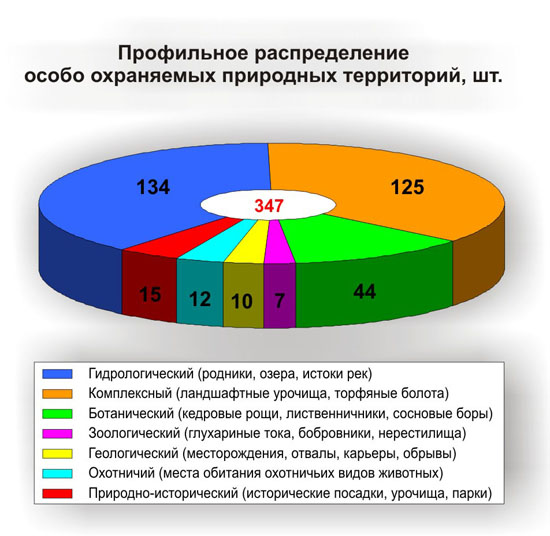 Профильное распределение
особо охраняемых природных территорий, шт.
134
125
347
15
12
10
7
44
Гидрологический (родники, озера, истоки рек)
Комплексный (ландшафтные урочища, торфяные болота)
Ботанический (кедровые рощи, лиственничники, сосновые боры)
Зоологический (глухариные тока, бобровники, нерестилища)
Геологический (месторождения, отвалы, карьеры, обрывы)
Охотничий (места обитания охотничьих видов животных)
Природно-исторический (исторические посадки, урочища, парки)